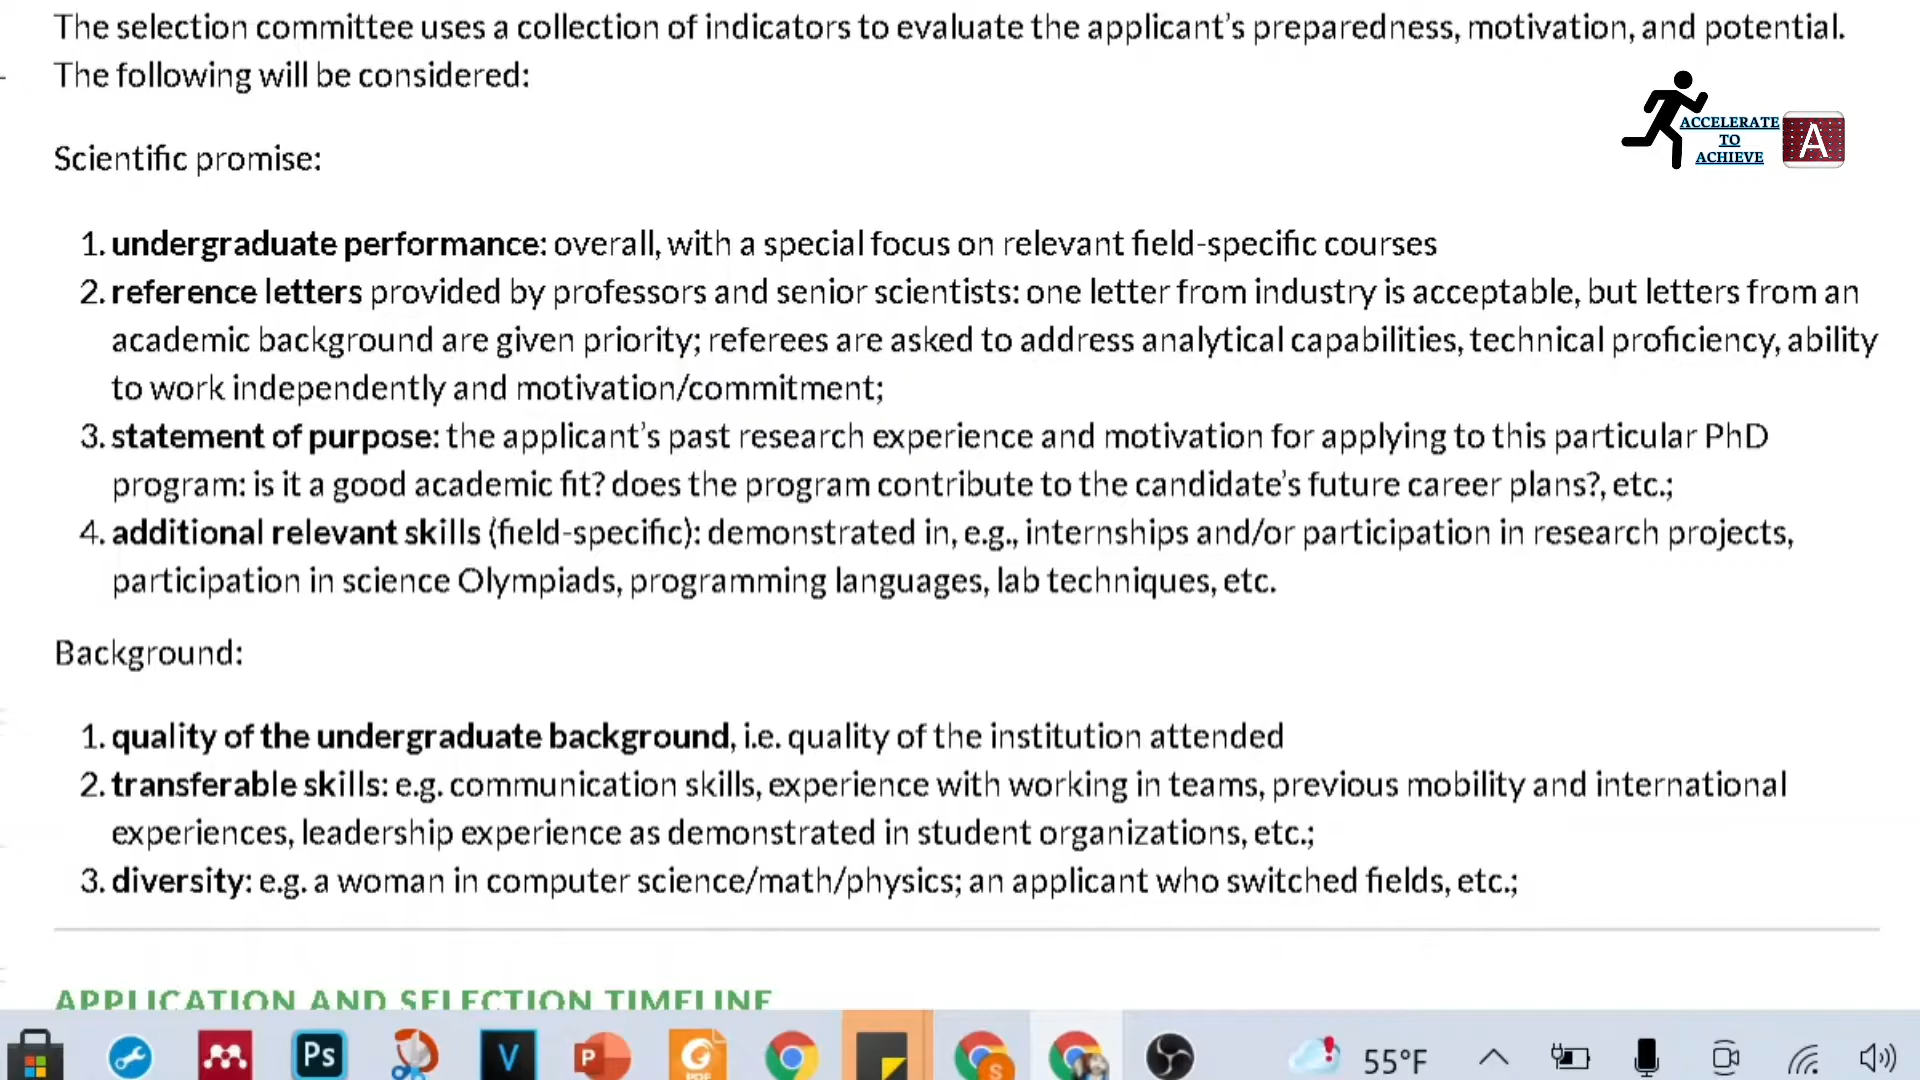 The selection committee uses a collection of indicators to evaluate the applicant's preparedness, motivation, and potential.
The following will be considered:
ACCELERATE
TO
ACHIEVE
A
Scientific promise:
1. undergraduate performance: overall, with a special focus on relevant field-specific courses
2. reference letters provided by professors and senior scientists: one letter from industry is acceptable, but letters from an
academic background are given priority; referees are asked to address analytical capabilities, technical proficiency, ability
to work independently and motivation/commitment;
3. statement of purpose: the applicant's past research experience and motivation for applying to this particular PhD
program: is it a good academic fit? does the program contribute to the candidate's future career plans?, etc.;
4. additional relevant skills (field-specific): demonstrated in, e.g., internships and/or participation in research projects,
participation in science Olympiads, programming languages, lab techniques, etc.
Background:
1. quality of the undergraduate background, i.e. quality of the institution attended
2. transferable skills: e.g. communication skills, experience with working in teams, previous mobility and international
experiences, leadership experience as demonstrated in student organizations, etc.;
3. diversity: e.g. a woman in computer science/math/physics; an applicant who switched fields, etc.;
APPLICATION AND SELECTION TIMELINE
Ps
V
P
PDF
S
55°F